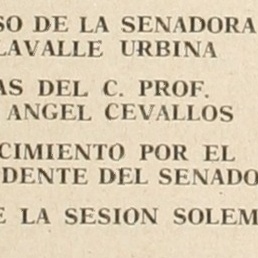 SO DE LA SENADORA
LAVALLE URBINA
AS DEL C. PROF.
ANGEL CEVALLOS
CIMIENTO POR EL
DENTE DEL SENADO
E LA SESION SOLEM